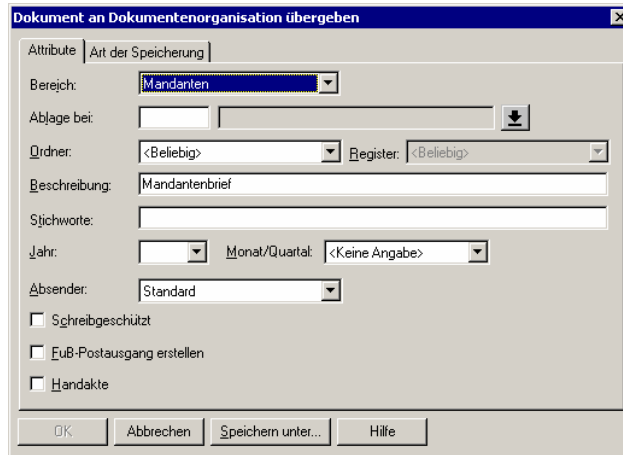 Dokument an Dokumentenorganisation übergeben
Attribute Art der Speicherung
Bereich: Mandanten
Ablage bei:
Ordner: <Beliebig> Register: <Beliebig>
Beschreibung: Mandantenbrief
Stichworte:
Jahr: Monat/Quartal: <Keine Angabe>
Absender: Standard
Schreibgeschützt
FuB-Postausgang erstellen
Handakte
OK Abbrechen Speichern unter... Hilfe